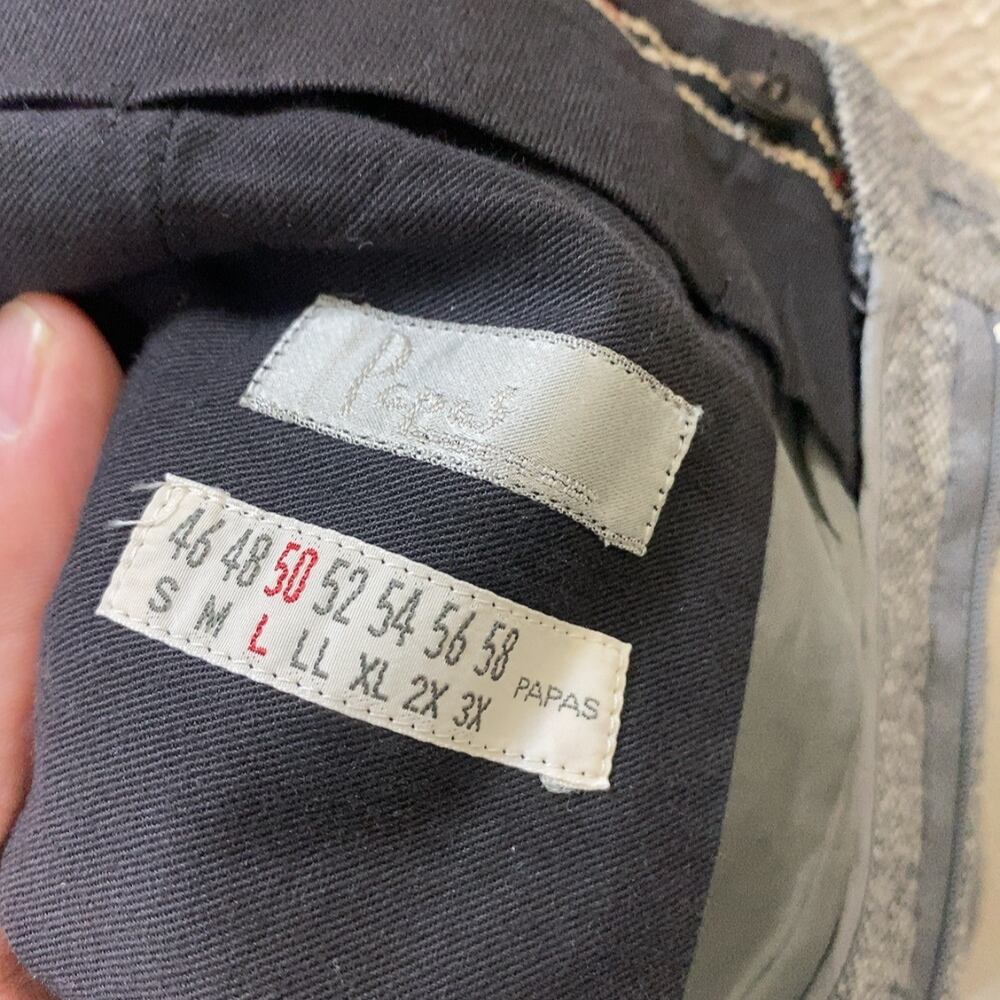 Papas
46 48 50 52 54 56 58
S M L LL XL 2X 3X PAPAS